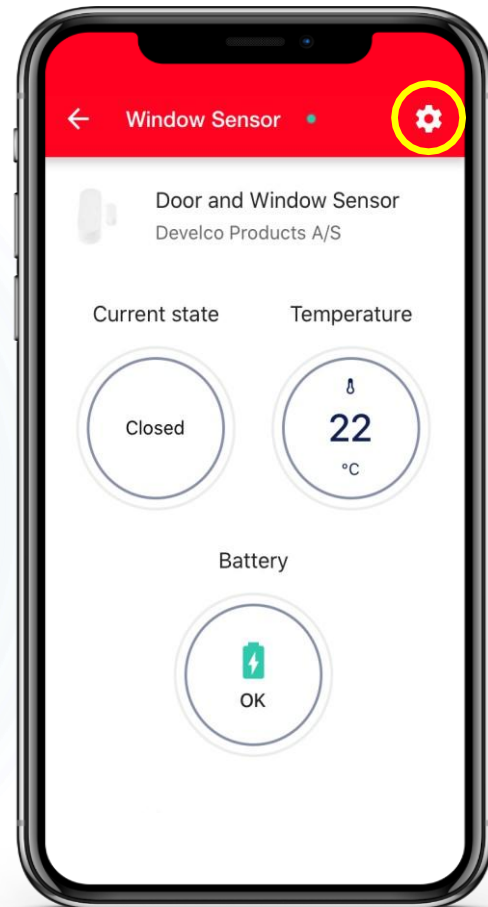 Window Sensor
Door and Window Sensor
Develco Products A/S
Current state
Temperature
Closed
22
°C
Battery
OK